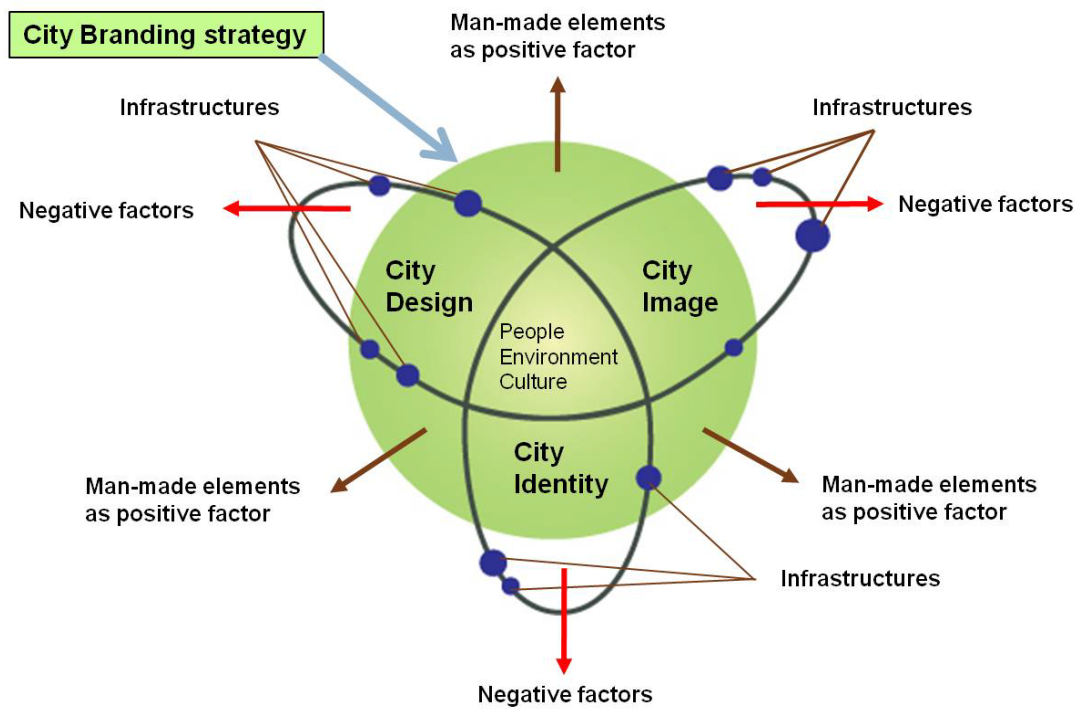 City Branding strategy
Man-made elements
as positive factor
Infrastructures
Infrastructures
Negative factors
Negative factors
City
Design
City
Image
People
Environment
Culture
City
Identity
Man-made elements
as positive factor
Man-made elements
as positive factor
Infrastructures
Negative factors